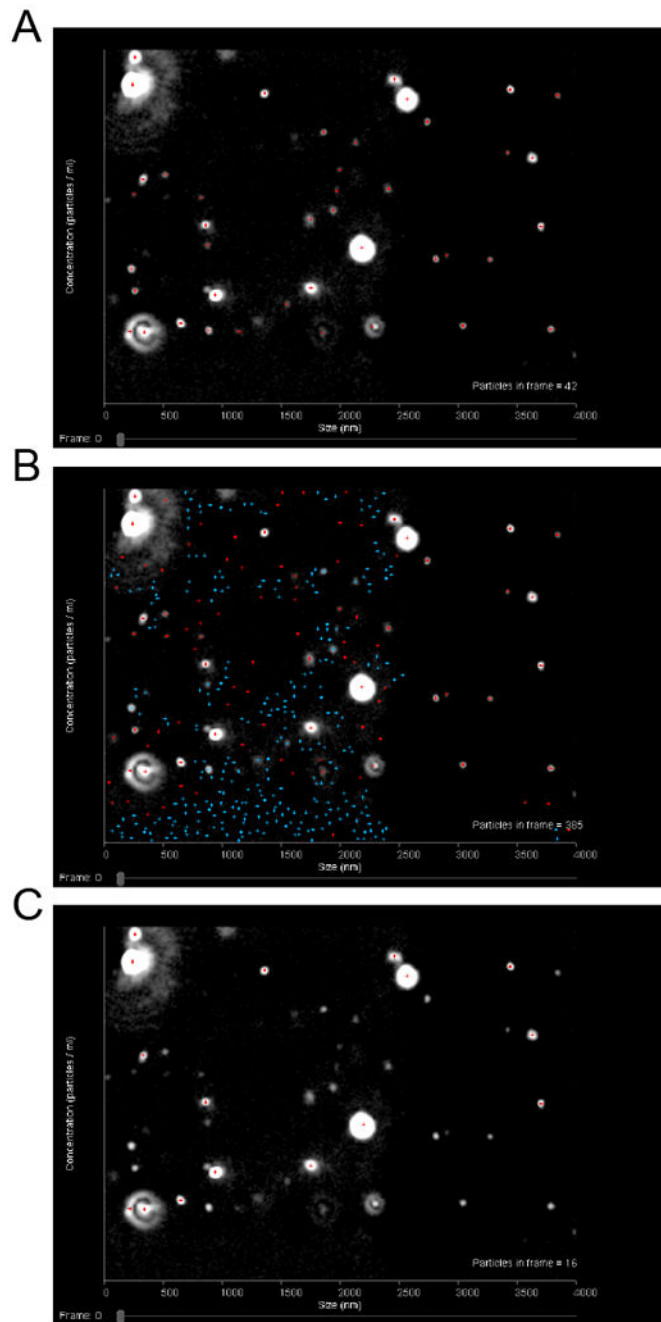 A
Concentration (particles / ml)
Particles in frame = 42
0 500 1000 1500 2000 2500 3000 3500 4000
Size (nm)
Frame: 0
B
Concentration (particles / ml)
Particles in frame = 385
0 500 1000 1500 2000 2500 3000 3500 4000
Size (nm)
Frame: 0
C
Concentration (particles / ml)
Particles in frame = 16
0 500 1000 1500 2000 2500 3000 3500 4000
Size (nm)
Frame: 0